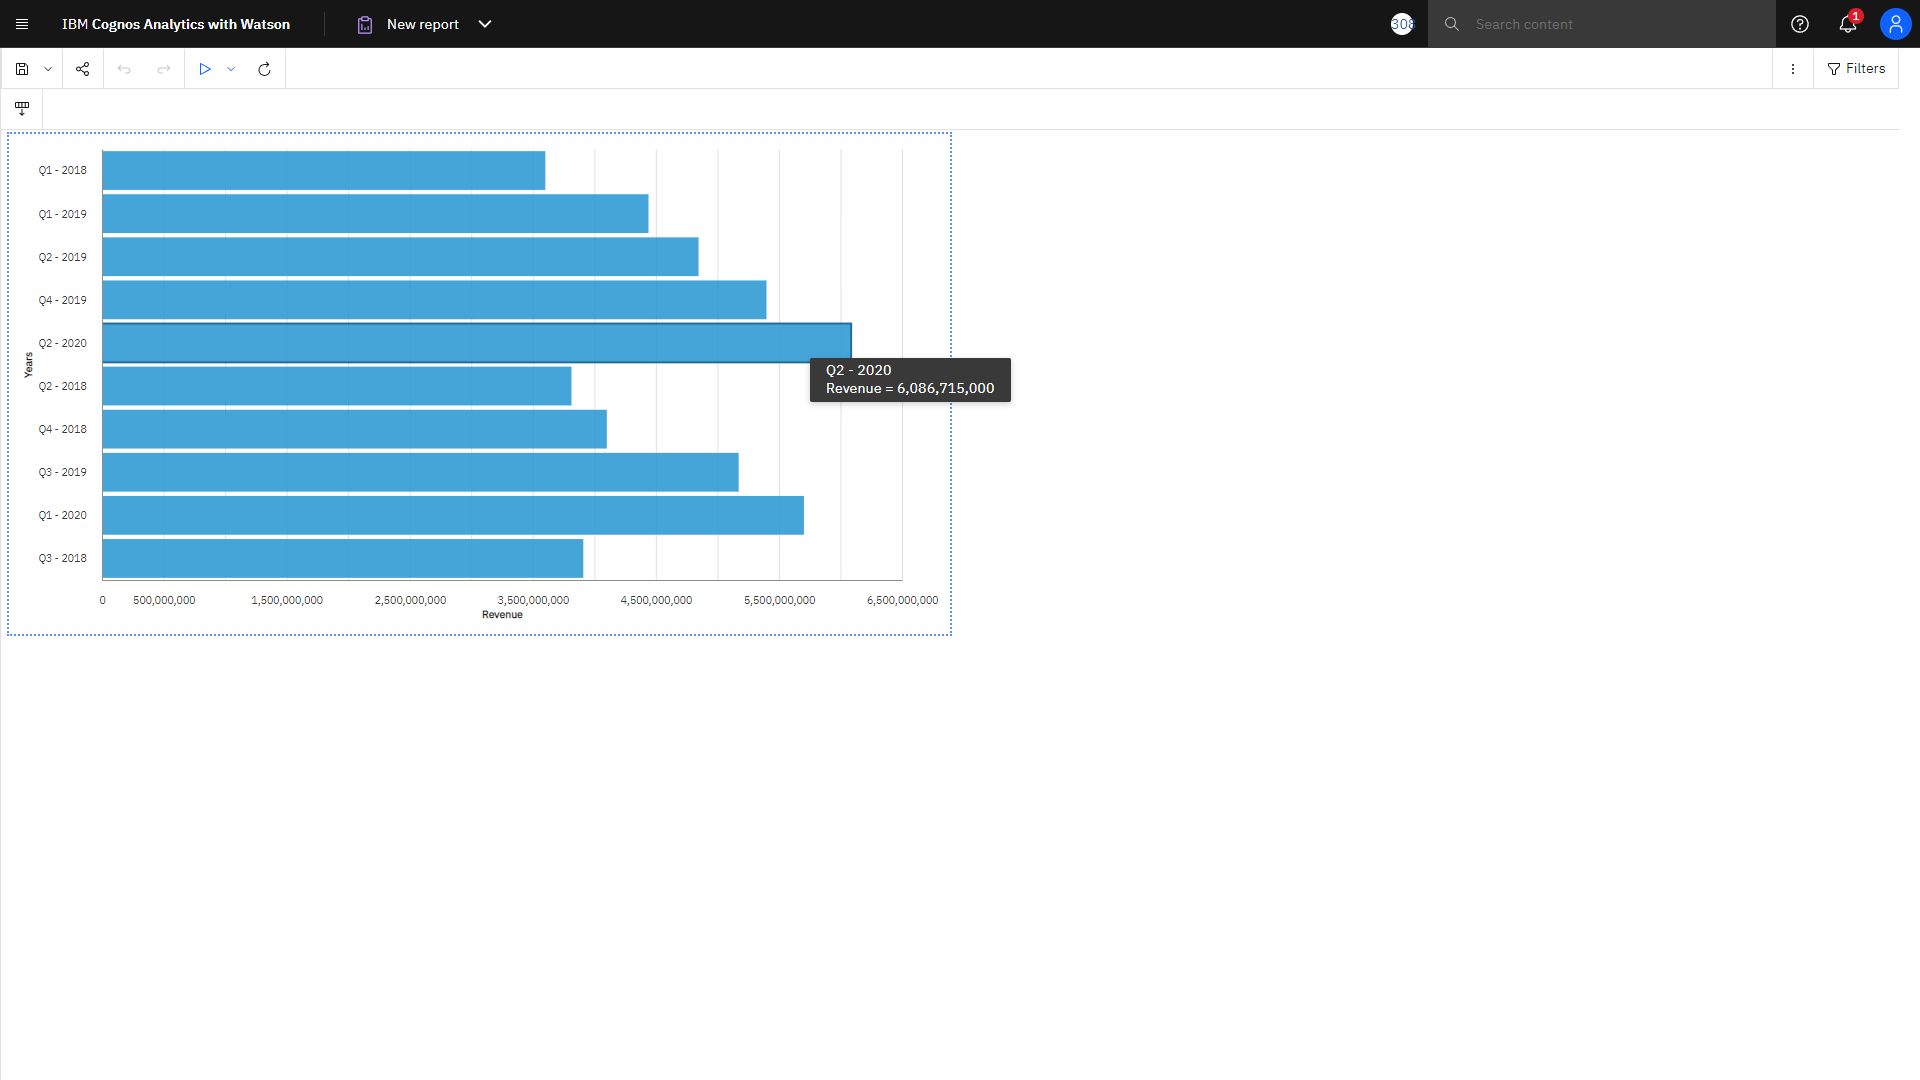 IBM Cognos Analytics with Watson
New report
308
Search content
1
Filters
Q1 - 2018
Q1 - 2019
Q2 - 2019
Q4 - 2019
Q2 - 2020
Q2 - 2018
Q4 - 2018
Q3 - 2019
Q1 - 2020
Q3 - 2018
Years
Q2 - 2020
Revenue = 6,086,715,000
0 500,000,000 1,500,000,000 2,500,000,000 3,500,000,000 4,500,000,000 5,500,000,000 6,500,000,000
Revenue